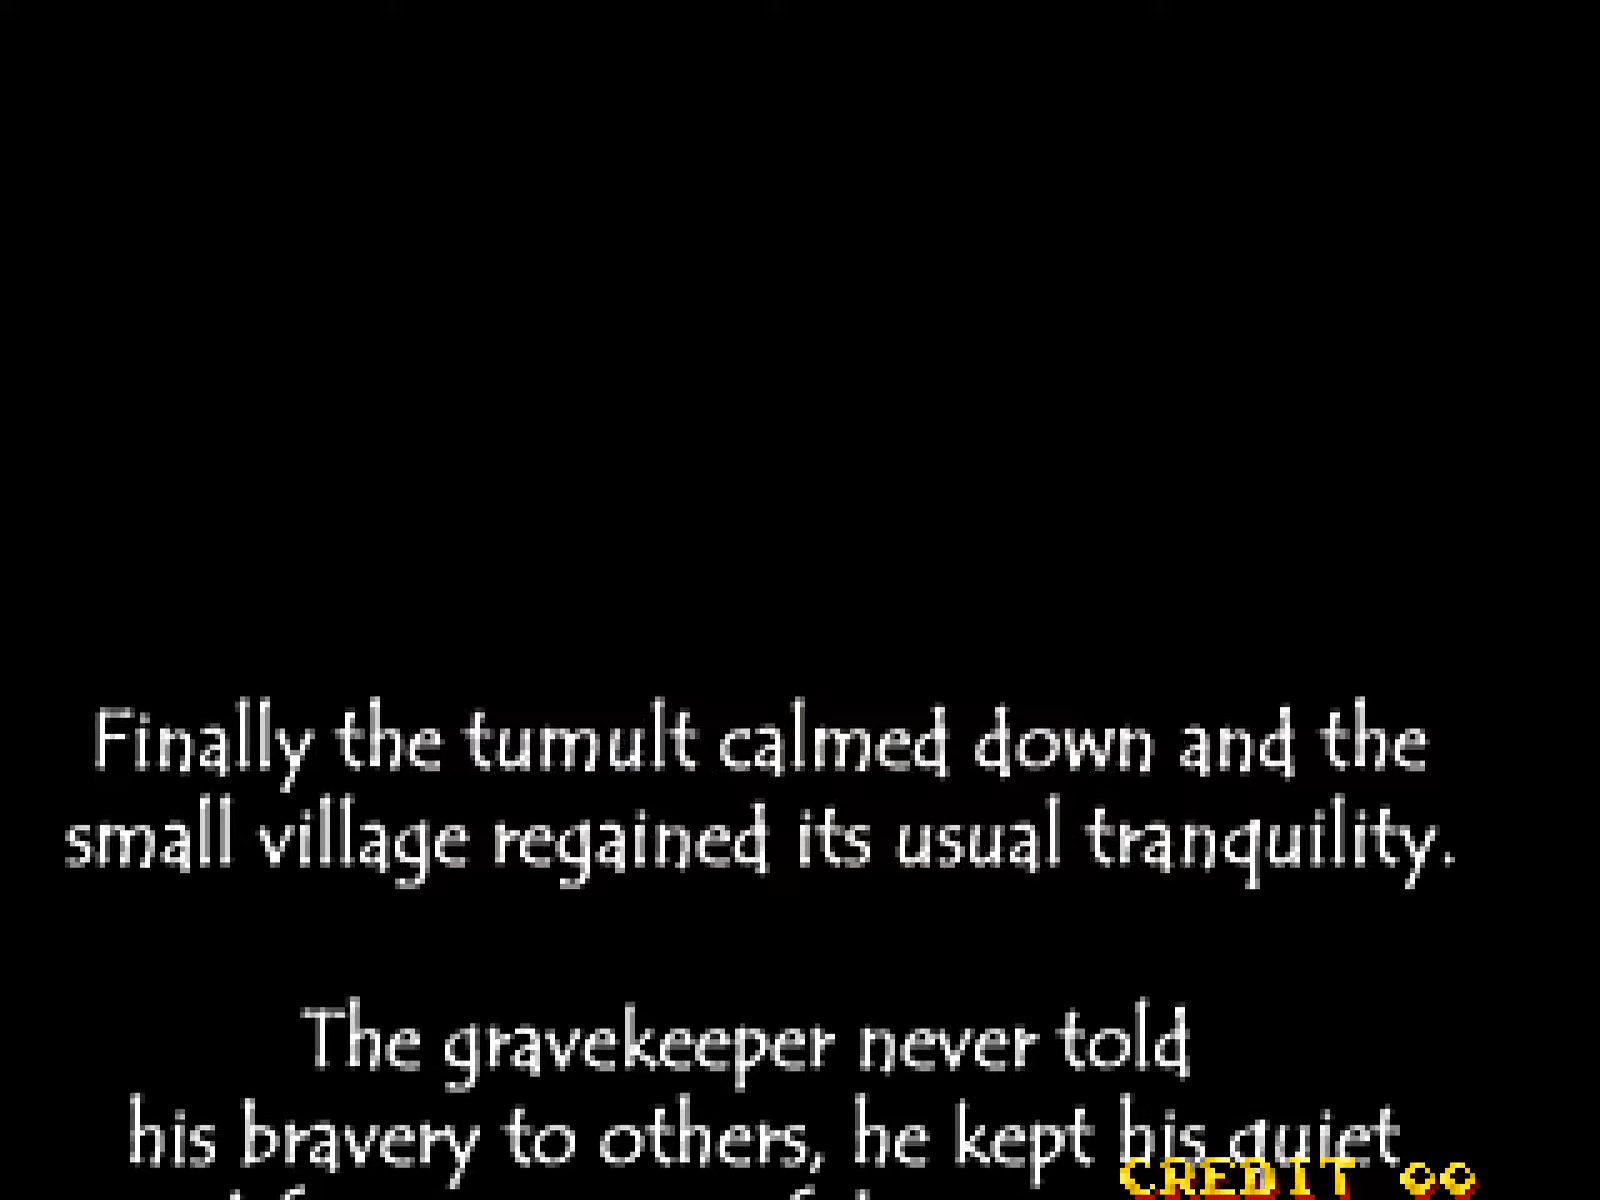 Finally the tumult calmed down and the
small village regained its usual tranquility.
The gravekeeper never told
his bravery to others, he kept his quiet
CREDIT 00